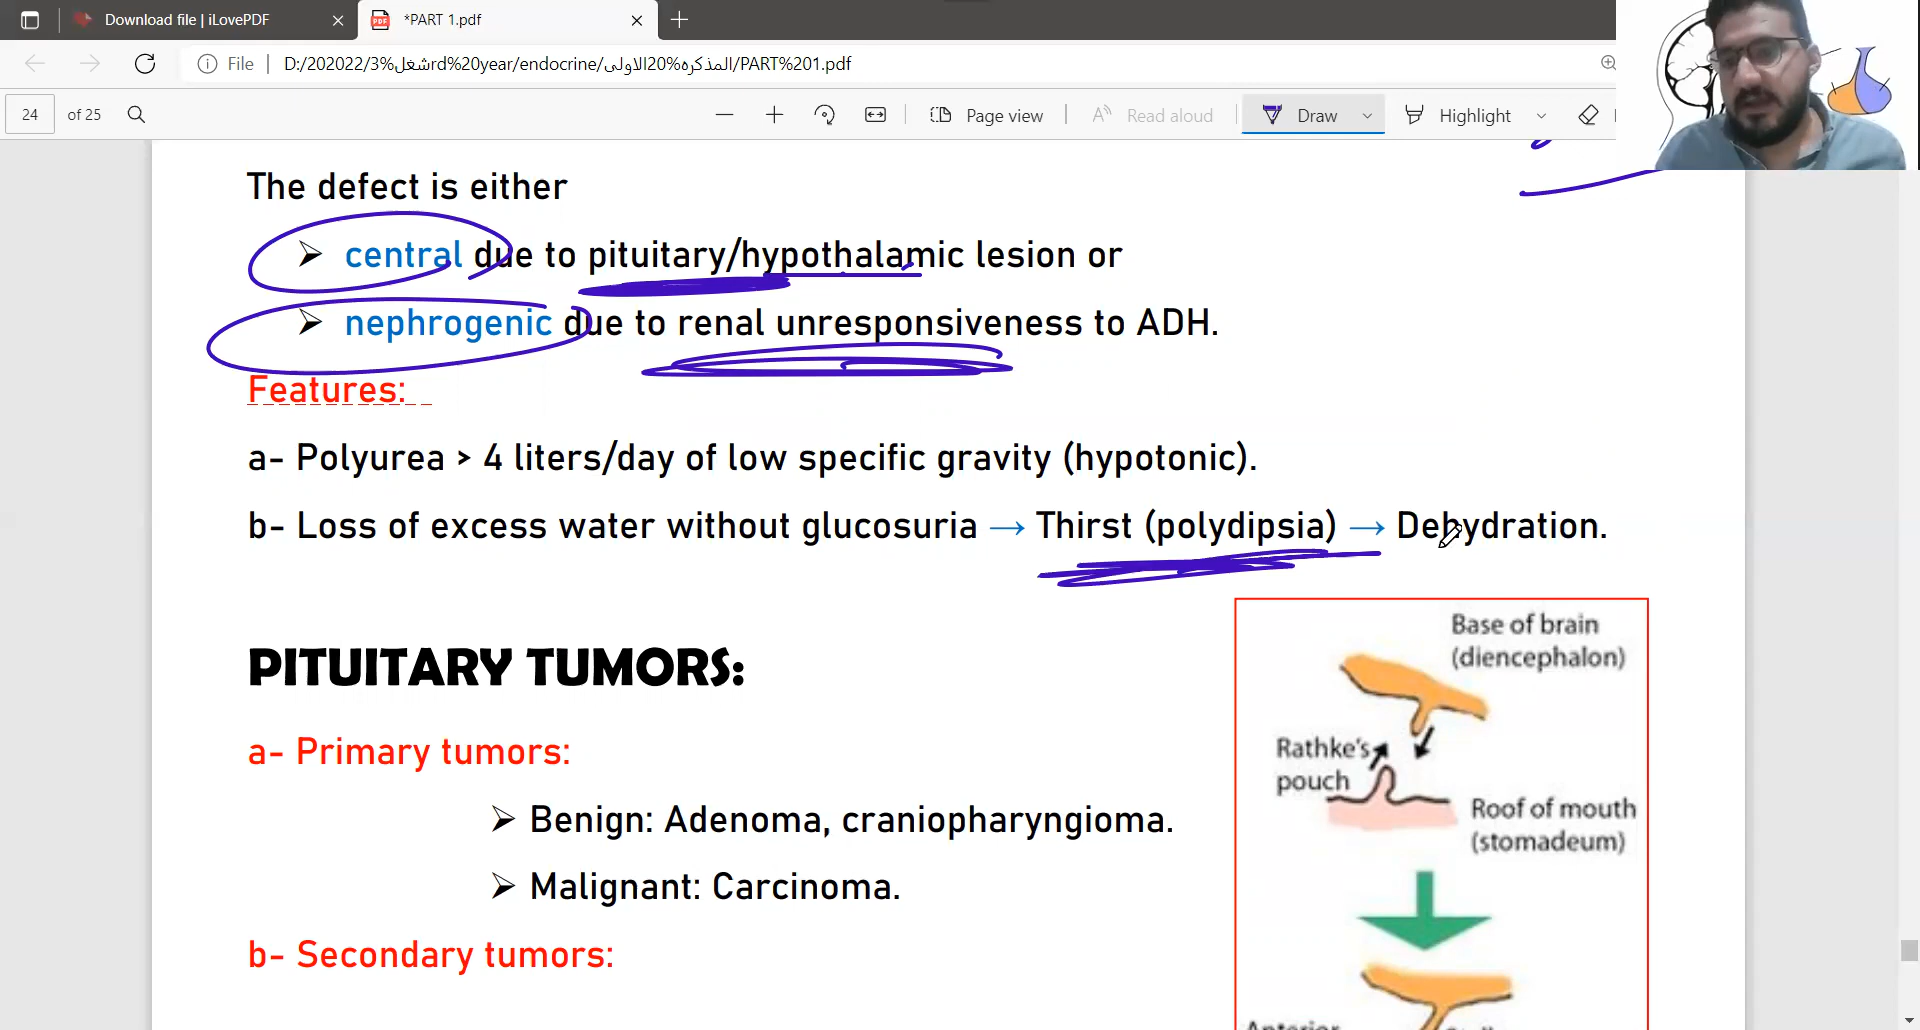 Download file | iLovePDF
*PART 1.pdf
File | D:/202022/3%شغلrd%20year/endocrine/المذكره%20الاولى/PART%201.pdf
24 of 25
Page view
Read aloud
Draw
Highlight
The defect is either
➢ central due to pituitary/hypothalamic lesion or
➢ nephrogenic due to renal unresponsiveness to ADH.
Features:
a- Polyurea > 4 liters/day of low specific gravity (hypotonic).
b- Loss of excess water without glucosuria → Thirst (polydipsia) → Dehydration.
PITUITARY TUMORS:
a- Primary tumors:
➢ Benign: Adenoma, craniopharyngioma.
➢ Malignant: Carcinoma.
b- Secondary tumors:
Base of brain
(diencephalon)
Rathke's
pouch
Roof of mouth
(stomadeum)
Anterior